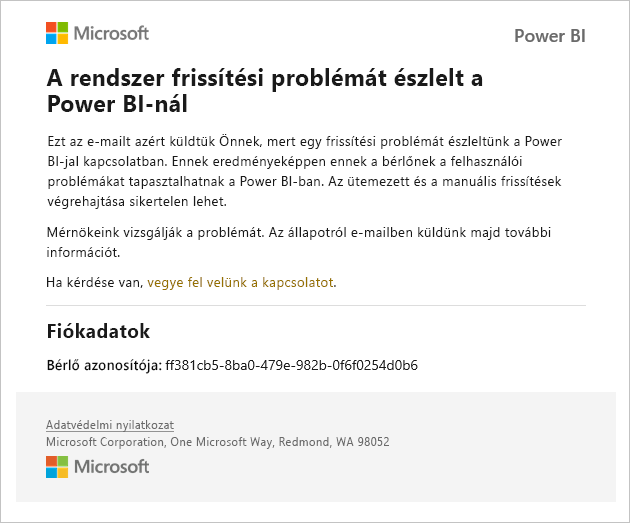 Microsoft
Power BI
A rendszer frissítési problémát észlelt a
Power BI-nál
Ezt az e-mailt azért küldtük Önnek, mert egy frissítési problémát észleltünk a Power
BI-jal kapcsolatban. Ennek eredményeképpen ennek a bérlőnek a felhasználói
problémákat tapasztalhatnak a Power BI-ban. Az ütemezett és a manuális frissítések
végrehajtása sikertelen lehet.
Mérnökeink vizsgálják a problémát. Az állapotról e-mailben küldünk majd további
információt.
Ha kérdése van, vegye fel velünk a kapcsolatot.
Fiókadatok
Bérlő azonosítója: ff381cb5-8ba0-479e-982b-0f6f0254d0b6
Adatvédelmi nyilatkozat
Microsoft Corporation, One Microsoft Way, Redmond, WA 98052
Microsoft